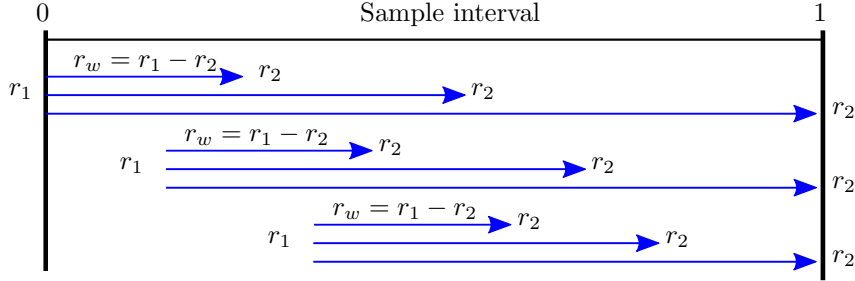 0 Sample interval 1
r_w = r_1 − r_2
r_2
r_1
r_2
r_2
r_w = r_1 − r_2
r_2
r_1
r_2
r_2
r_w = r_1 − r_2
r_2
r_1
r_2
r_2